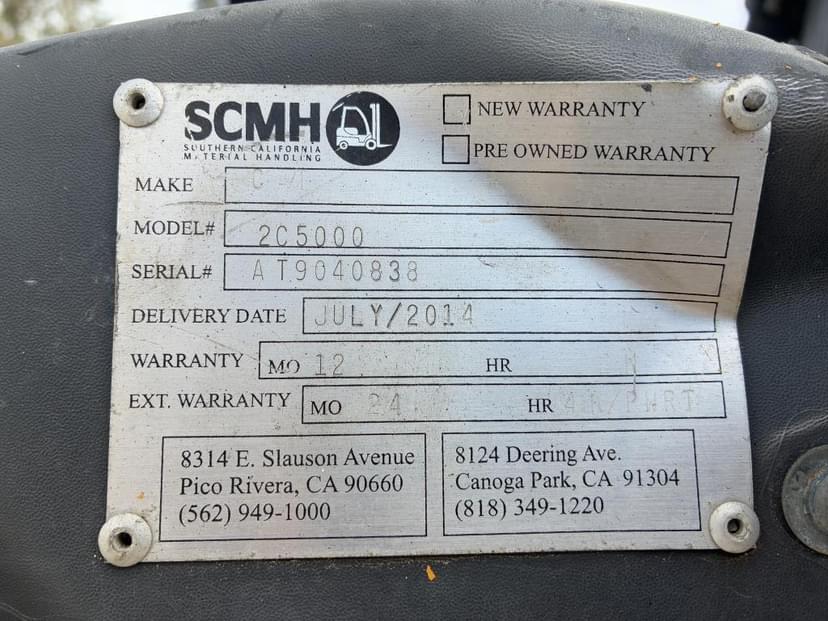 SCMH
SOUTHERN CALIFORNIA
MATERIAL HANDLING
NEW WARRANTY
PRE OWNED WARRANTY
MAKE
MODEL# 2C5000
SERIAL# AT9040838
DELIVERY DATE JULY/2014
WARRANTY MO 12 HR
EXT. WARRANTY MO 24 HR
8314 E. Slauson Avenue
Pico Rivera, CA 90660
(562) 949-1000
8124 Deering Ave.
Canoga Park, CA 91304
(818) 349-1220